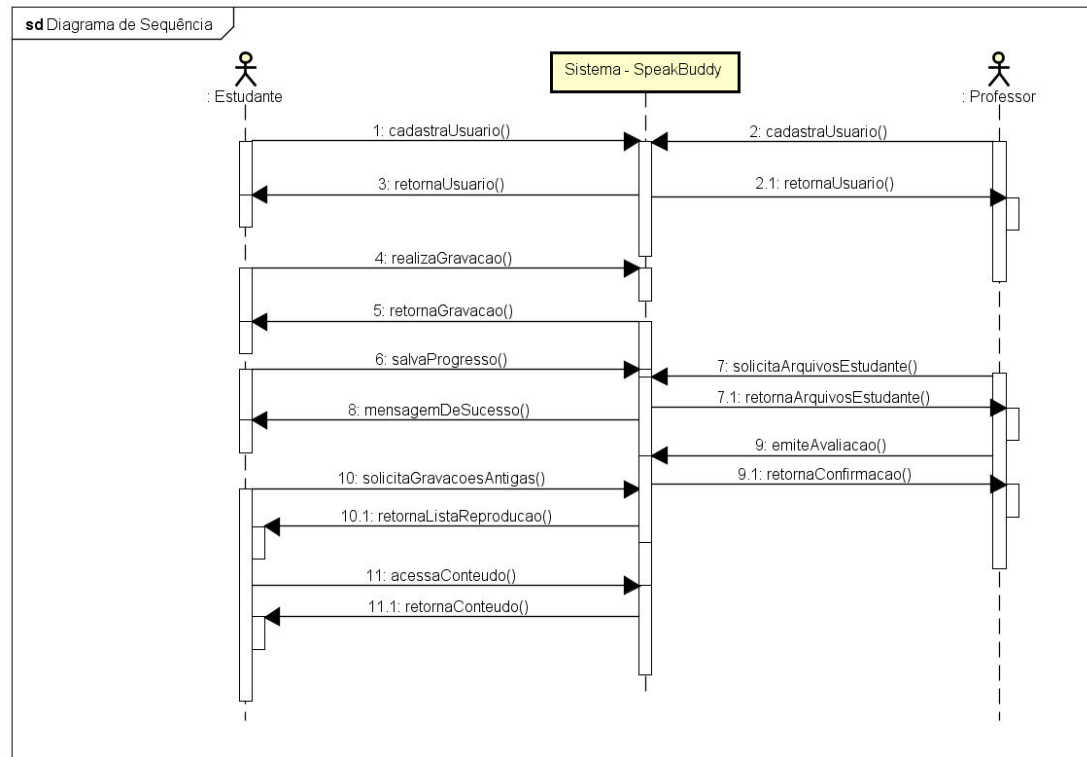 sd Diagrama de Sequência
: Estudante
Sistema - SpeakBuddy
: Professor
1: cadastraUsuario()
2: cadastraUsuario()
3: retornaUsuario()
2.1: retornaUsuario()
4: realizaGravacao()
5: retornaGravacao()
6: salvaProgresso()
7: solicitaArquivosEstudante()
8: mensagemDeSucesso()
7.1: retornaArquivosEstudante()
9: emiteAvaliacao()
10: solicitaGravacoesAntigas()
9.1: retornaConfirmacao()
10.1: retornaListaReproducao()
11: acessaConteudo()
11.1: retornaConteudo()